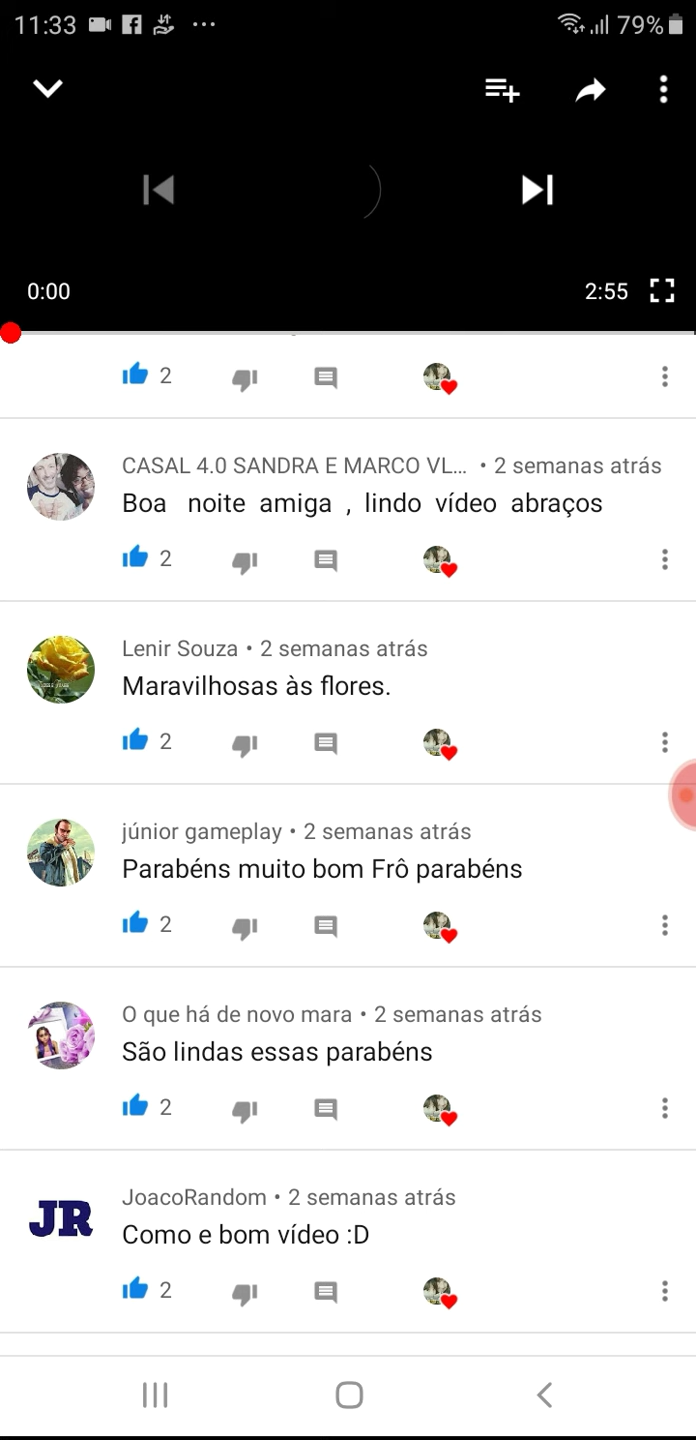 11:33
79%
0:00
2:55
2
CASAL 4.0 SANDRA E MARCO VL... • 2 semanas atrás
Boa noite amiga , lindo vídeo abraços
2
Lenir Souza • 2 semanas atrás
Maravilhosas às flores.
2
júnior gameplay • 2 semanas atrás
Parabéns muito bom Frô parabéns
2
O que há de novo mara • 2 semanas atrás
São lindas essas parabéns
2
JR
JoacoRandom • 2 semanas atrás
Como e bom vídeo :D
2